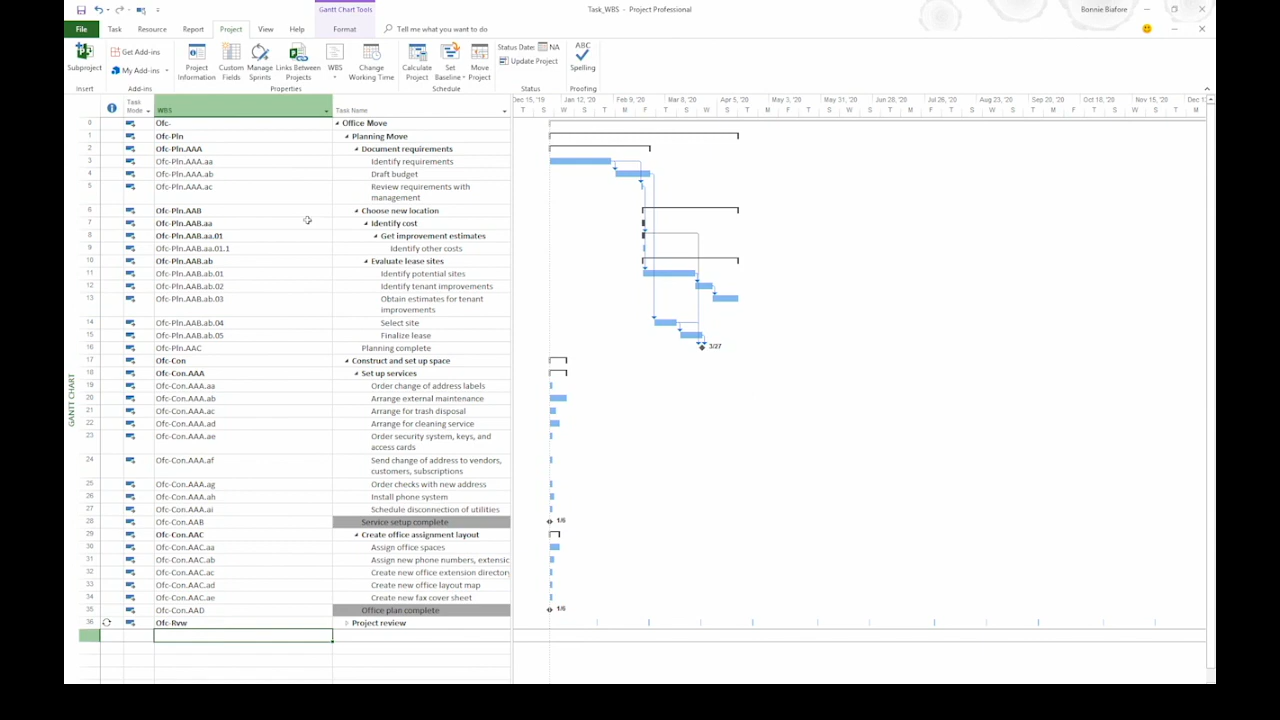 Gantt Chart Tools
Task_WBS - Project Professional
Bonnie Biafore
File
Task
Resource
Report
Project
View
Help
Format
Tell me what you want to do
Subproject
Get Add-ins
My Add-ins
Project Information
Custom Fields
Manage Sprints
Links Between Projects
WBS
Change Working Time
Calculate Project
Set Baseline
Move Project
Status Date: NA
Update Project
ABC
Spelling
Insert
Add-ins
Properties
Schedule
Status
Proofing
Task Mode
WBS
Task Name
Dec 15, '19 Jan 12, '20 Feb 9, '20 Mar 8, '20 Apr 5, '20 May 3, '20 May 31, '20 Jun 28, '20 Jul 26, '20 Aug 23, '20 Sep 20, '20 Oct 18, '20 Nov 15, '20 Dec 1
T S W S T M F T S W S T M F T S W S T M F T S W S T M
0 Ofc- Office Move
1 Ofc-Pln Planning Move
2 Ofc-Pln.AAA Document requirements
3 Ofc-Pln.AAA.aa Identify requirements
4 Ofc-Pln.AAA.ab Draft budget
5 Ofc-Pln.AAA.ac Review requirements with
management
6 Ofc-Pln.AAB Choose new location
7 Ofc-Pln.AAB.aa Identify cost
8 Ofc-Pln.AAB.aa.01 Get improvement estimates
9 Ofc-Pln.AAB.aa.01.1 Identify other costs
10 Ofc-Pln.AAB.ab Evaluate lease sites
11 Ofc-Pln.AAB.ab.01 Identify potential sites
12 Ofc-Pln.AAB.ab.02 Identify tenant improvements
13 Ofc-Pln.AAB.ab.03 Obtain estimates for tenant
improvements
14 Ofc-Pln.AAB.ab.04 Select site
15 Ofc-Pln.AAB.ab.05 Finalize lease
16 Ofc-Pln.AAC Planning complete 3/27
17 Ofc-Con Construct and set up space
18 Ofc-Con.AAA Set up services
19 Ofc-Con.AAA.aa Order change of address labels
20 Ofc-Con.AAA.ab Arrange external maintenance
21 Ofc-Con.AAA.ac Arrange for trash disposal
22 Ofc-Con.AAA.ad Arrange for cleaning service
23 Ofc-Con.AAA.ae Order security system, keys, and
access cards
24 Ofc-Con.AAA.af Send change of address to vendors,
customers, subscriptions
25 Ofc-Con.AAA.ag Order checks with new address
26 Ofc-Con.AAA.ah Install phone system
27 Ofc-Con.AAA.ai Schedule disconnection of utilities
28 Ofc-Con.AAB Service setup complete 1/6
29 Ofc-Con.AAC Create office assignment layout
30 Ofc-Con.AAC.aa Assign office spaces
31 Ofc-Con.AAC.ab Assign new phone numbers, extensic
32 Ofc-Con.AAC.ac Create new office extension directory
33 Ofc-Con.AAC.ad Create new office layout map
34 Ofc-Con.AAC.ae Create new fax cover sheet
35 Ofc-Con.AAD Office plan complete 1/6
36 Ofc-Rvw Project review
GANTT CHART